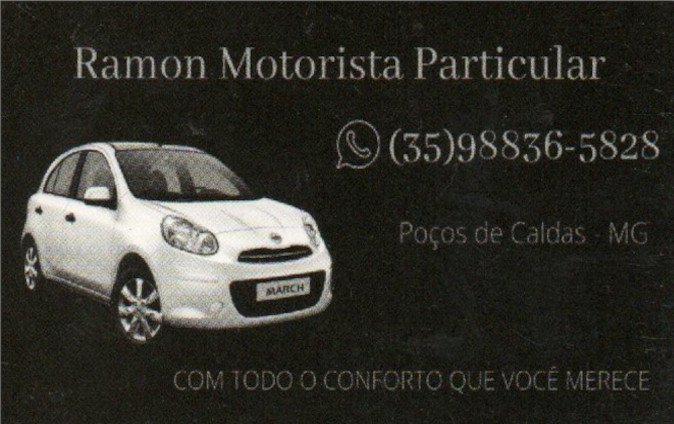 Ramon Motorista Particular
(35)98836-5828
Poços de Caldas - MG
MARCH
COM TODO O CONFORTO QUE VOCÊ MERECE